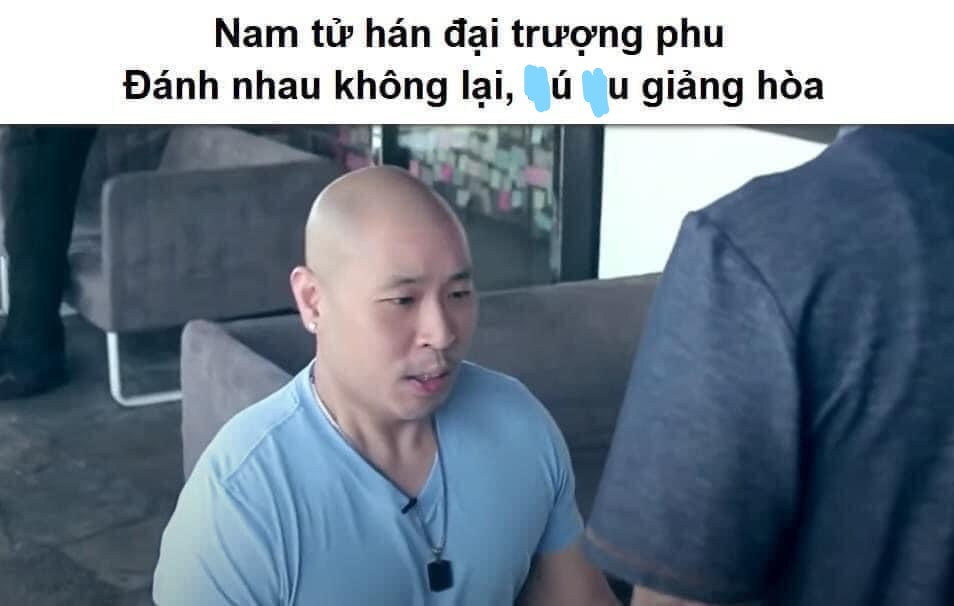 Nam tử hán đại trượng phu
Đánh nhau không lại, ú u giảng hòa